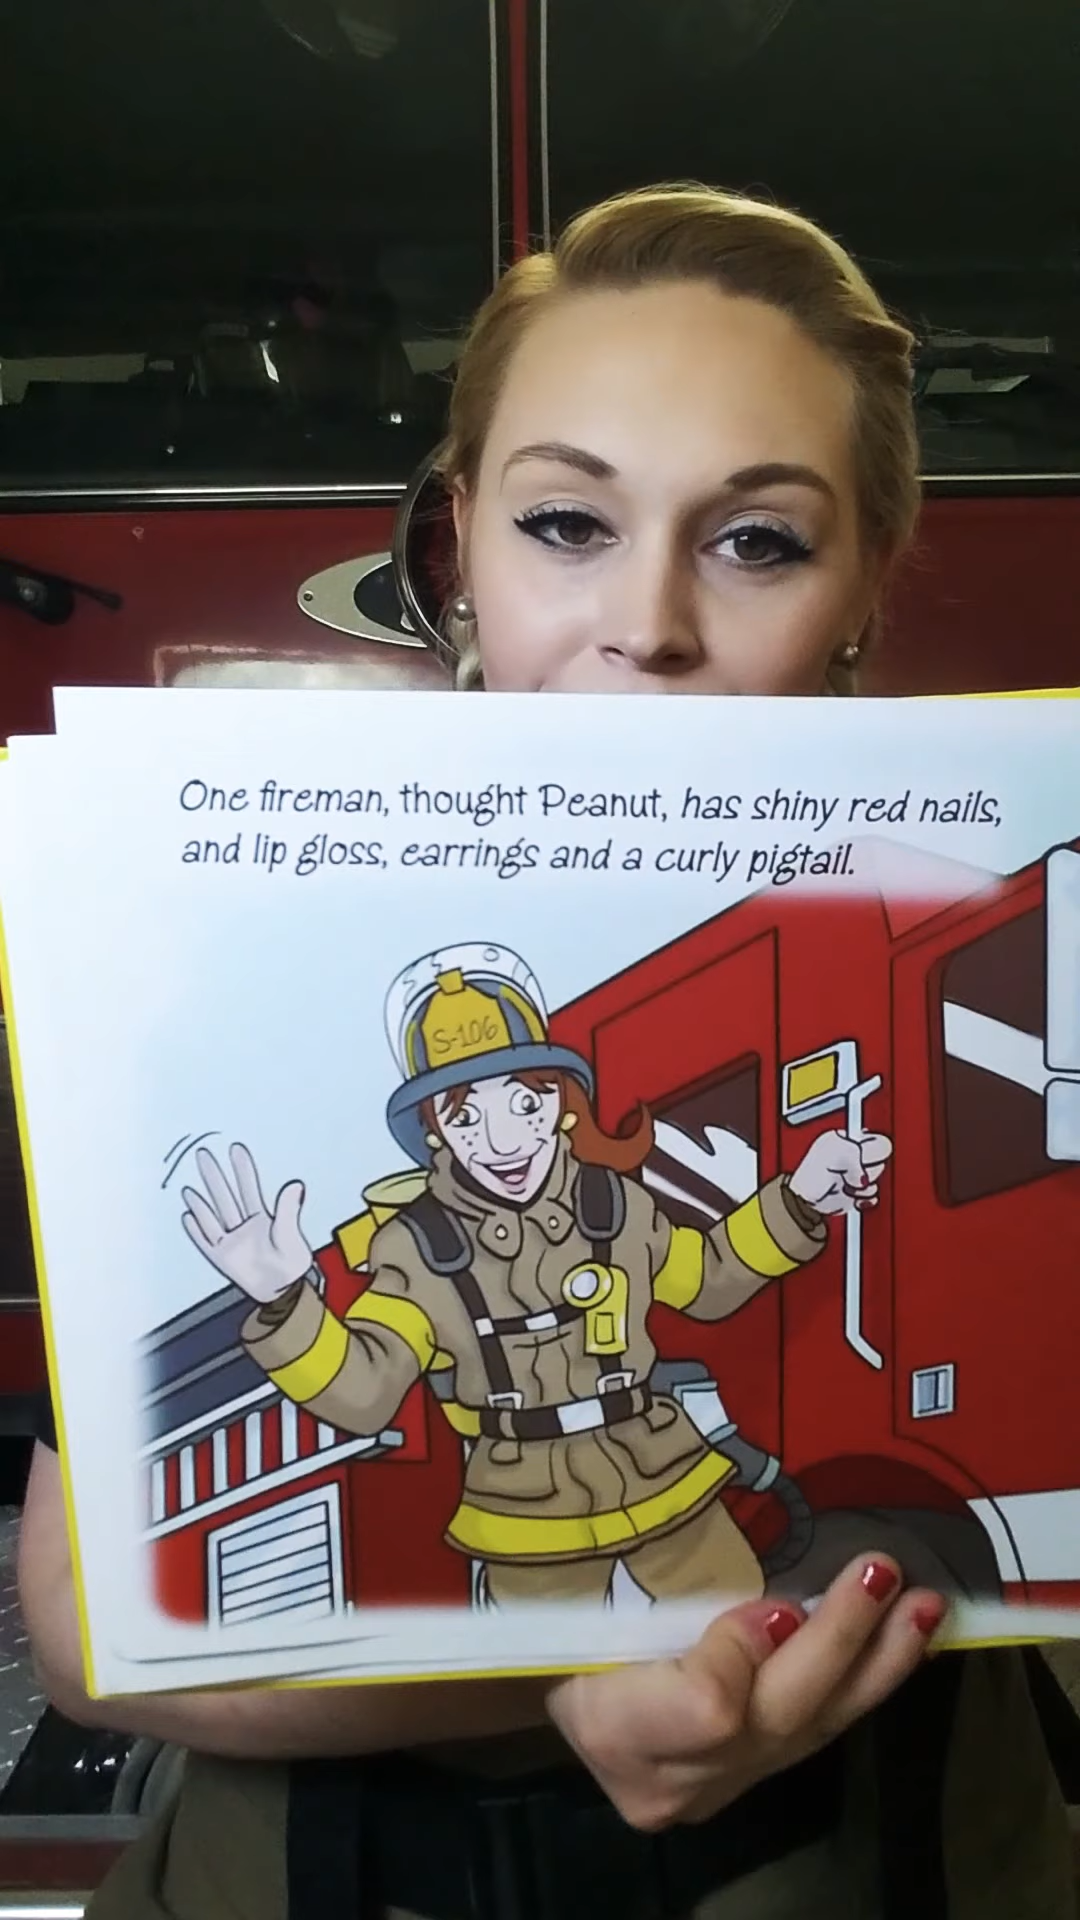 One fireman, thought Peanut, has shiny red nails,
and lip gloss, earrings and a curly pigtail.
S-106